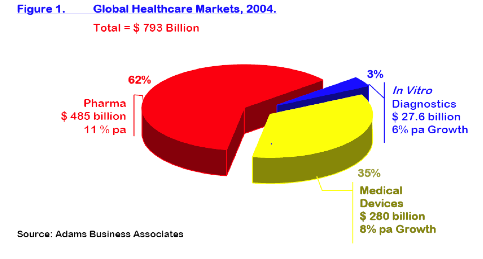 Figure 1. Global Healthcare Markets, 2004.
Total = $ 793 Billion
62%
Pharma
$ 485 billion
11 % pa
3%
In Vitro
Diagnostics
$ 27.6 billion
6% pa Growth
35%
Medical
Devices
$ 280 billion
8% pa Growth
Source: Adams Business Associates